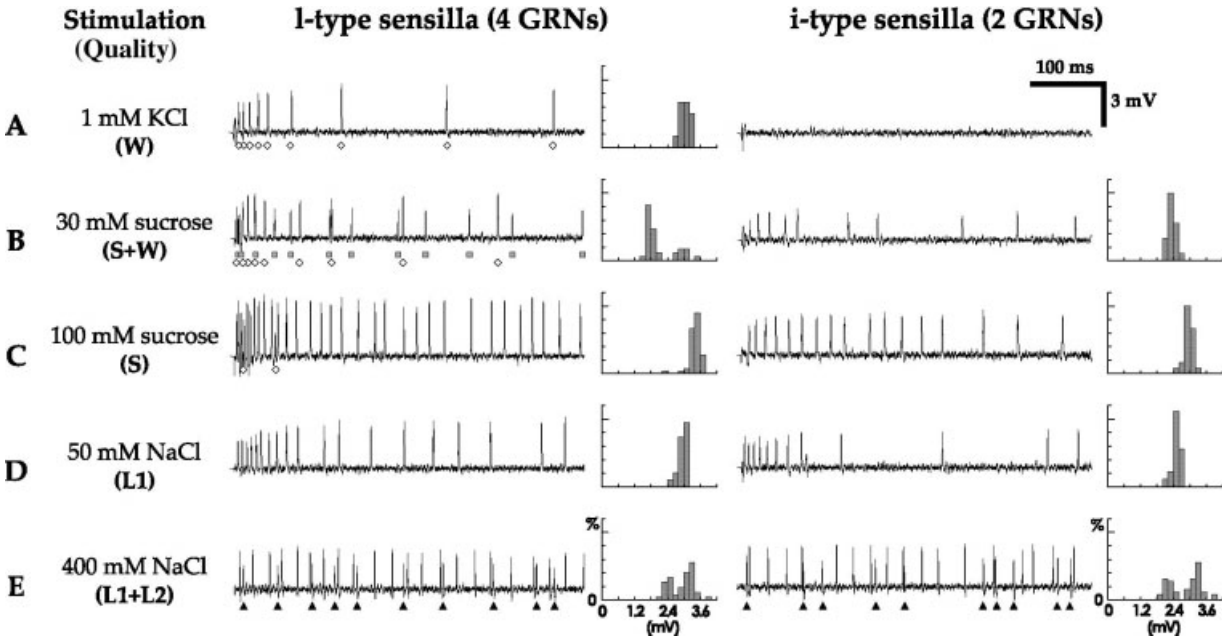 Stimulation
(Quality)
l-type sensilla (4 GRNs)
i-type sensilla (2 GRNs)
100 ms
3 mV
A
1 mM KCl
(W)
B
30 mM sucrose
(S+W)
C
100 mM sucrose
(S)
D
50 mM NaCl
(L1)
E
400 mM NaCl
(L1+L2)
%
0
0 1.2 2.4 3.6
(mV)
%
0
0 1.2 2.4 3.6
(mV)